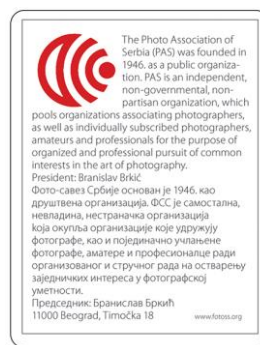 The Photo Association of
Serbia (PAS) was founded in
1946. as a public organiza-
tion. PAS is an independent,
non-governmental, non-
partisan organization, which
pools organizations associating photographers,
as well as individually subscribed photographers,
amateurs and professionals for the purpose of
organized and professional pursuit of common
interests in the art of photography.
President: Branislav Brkić
Фото-савез Србије основан је 1946. као
друштвена организација. ФСС је самостална,
невладина, нестраначка организација
која окупља организације које удружују
фотографе, као и појединачно учлањене
фотографе, аматере и професионалце ради
организованог и стручног рада на остварењу
заједничких интереса у фотографској
уметности.
Председник: Бранислав Бркић
11000 Beograd, Timočka 18 www.fotoss.org